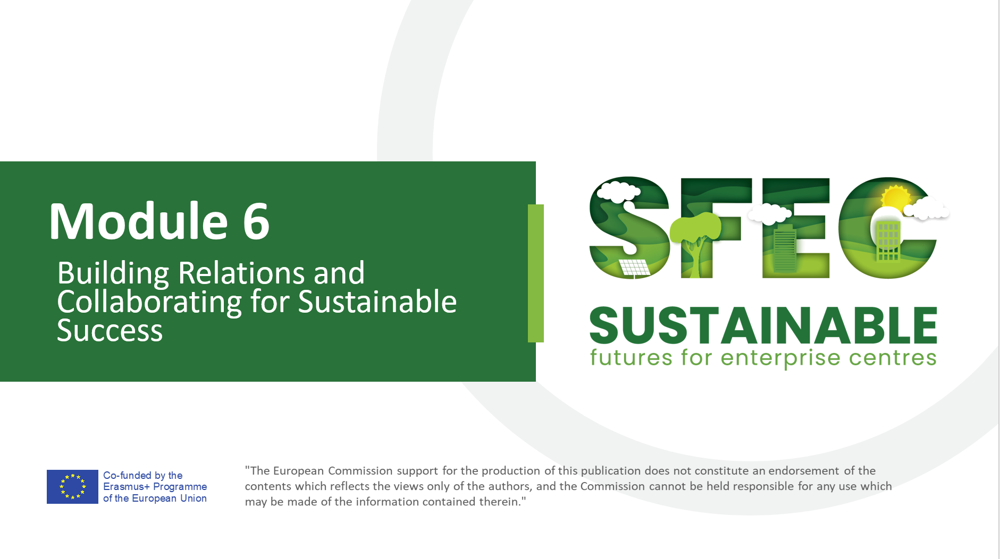 Module 6
Building Relations and
Collaborating for Sustainable
Success
SFEC
SUSTAINABLE
futures for enterprise centres
Co-funded by the
Erasmus+ Programme
of the European Union
"The European Commission support for the production of this publication does not constitute an endorsement of the
contents which reflects the views only of the authors, and the Commission cannot be held responsible for any use which
may be made of the information contained therein."